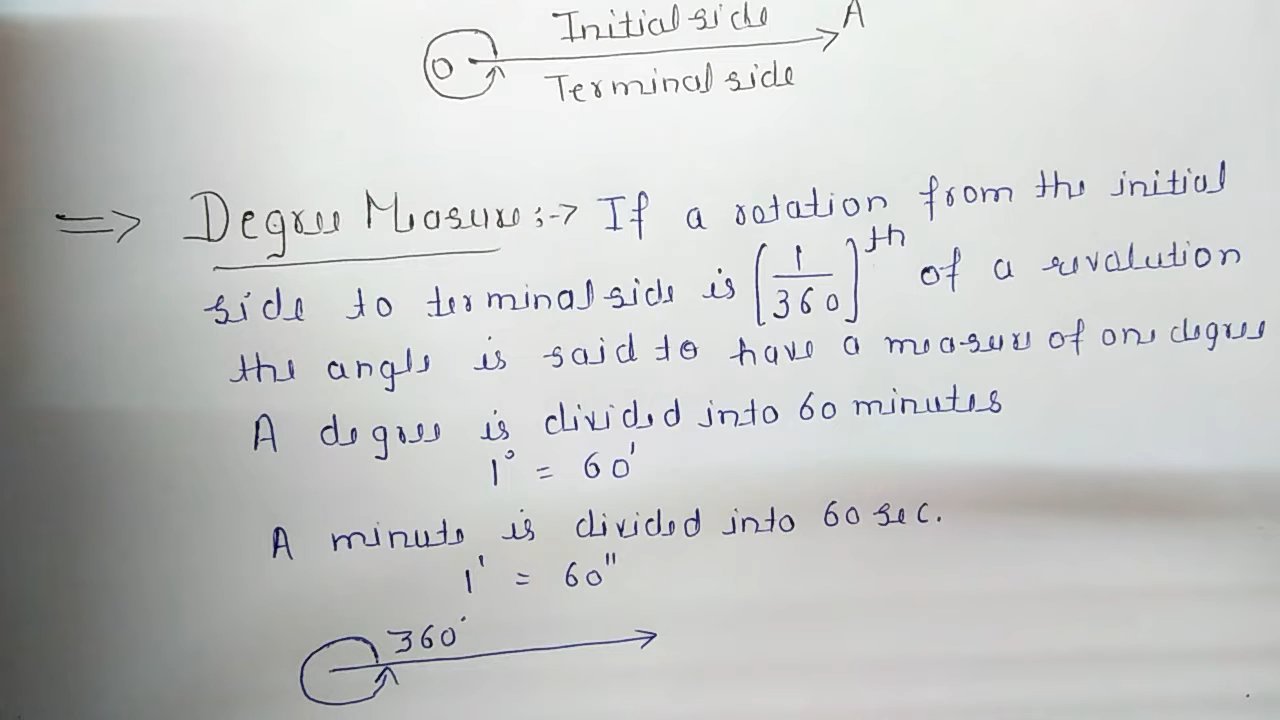 Initial side A
O
Terminal side
=> Degree Measure :-> If a rotation from the initial
side to terminal side is [1/360]th of a revalution
the angle is said to have a measure of one degree
A degree is divided into 60 minutes
1° = 60'
A minute is divided into 60 sec.
1' = 60"
360°